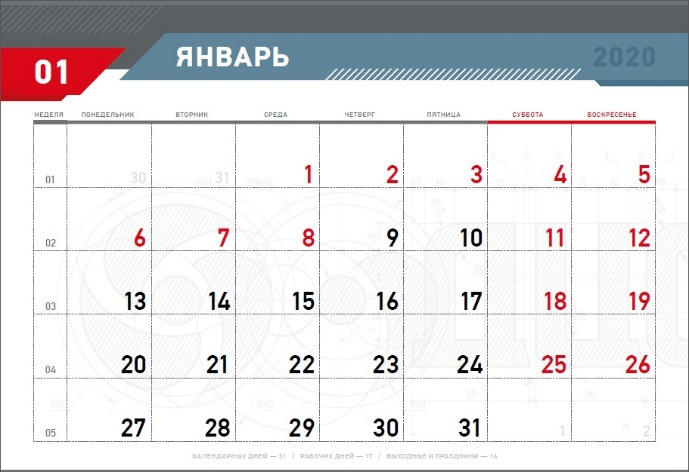 01 ЯНВАРЬ 2020
НЕДЕЛЯ ПОНЕДЕЛЬНИК ВТОРНИК СРЕДА ЧЕТВЕРГ ПЯТНИЦА СУББОТА ВОСКРЕСЕНЬЕ
01 30 31 1 2 3 4 5
02 6 7 8 9 10 11 12
03 13 14 15 16 17 18 19
04 20 21 22 23 24 25 26
05 27 28 29 30 31 1 2
КАЛЕНДАРНЫХ ДНЕЙ — 31 / РАБОЧИХ ДНЕЙ — 17 / ВЫХОДНЫЕ И ПРАЗДНИКИ — 14